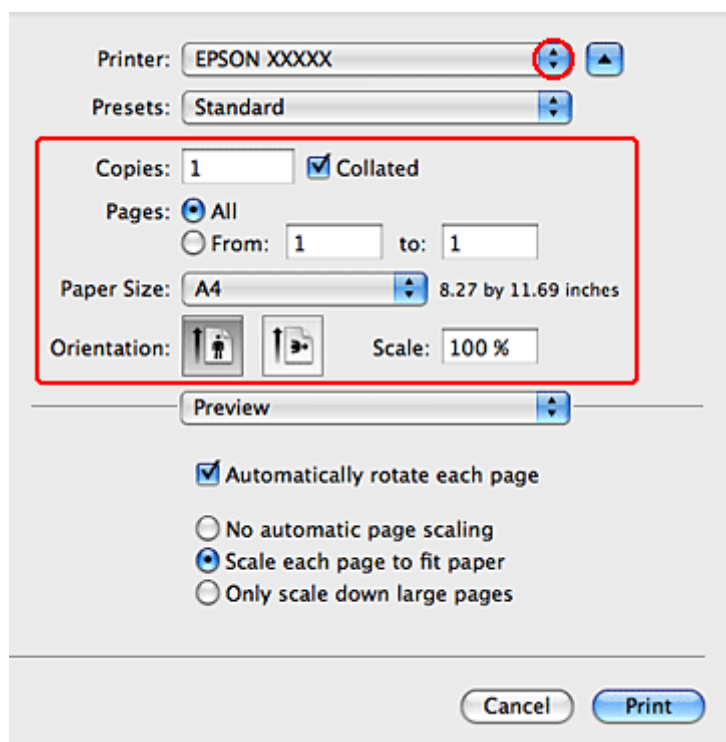 Printer: EPSON XXXXX
Presets: Standard
Copies: 1 Collated
Pages: All
From: 1 to: 1
Paper Size: A4 8.27 by 11.69 inches
Orientation: Scale: 100 %
Preview
Automatically rotate each page
No automatic page scaling
Scale each page to fit paper
Only scale down large pages
Cancel Print